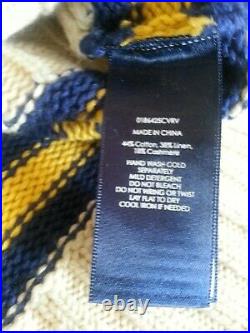 0186425CVRV
MADE IN CHINA
44% Cotton, 38% Linen,
18% Cashmere
HAND WASH COLD
SEPARATELY
MILD DETERGENT
DO NOT BLEACH
DO NOT WRING OR TWIST
LAY FLAT TO DRY
COOL IRON IF NEEDED